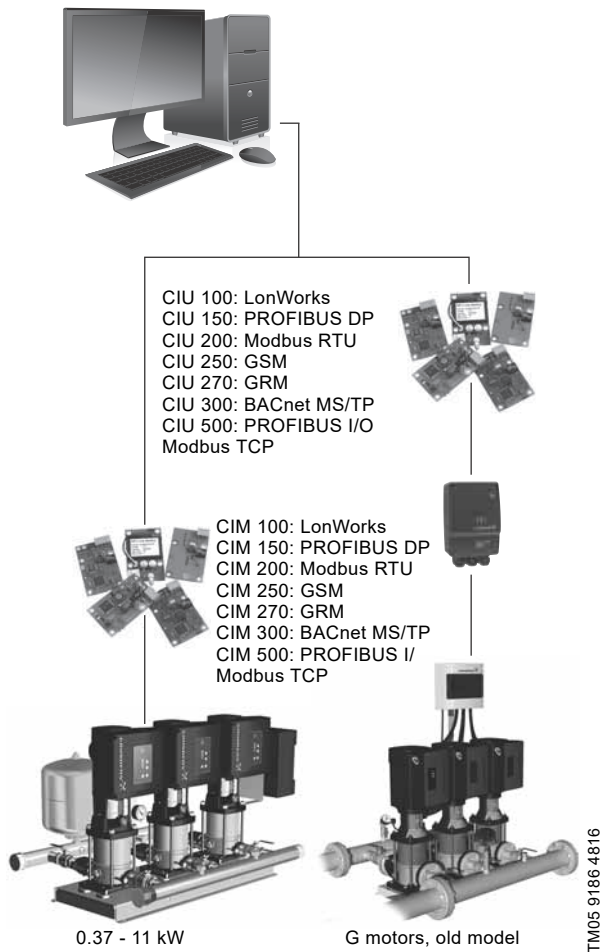 CIU 100: LonWorks
CIU 150: PROFIBUS DP
CIU 200: Modbus RTU
CIU 250: GSM
CIU 270: GRM
CIU 300: BACnet MS/TP
CIU 500: PROFIBUS I/O
Modbus TCP
CIM 100: LonWorks
CIM 150: PROFIBUS DP
CIM 200: Modbus RTU
CIM 250: GSM
CIM 270: GRM
CIM 300: BACnet MS/TP
CIM 500: PROFIBUS I/
Modbus TCP
0.37 - 11 kW
G motors, old model
TM05 9186 4816